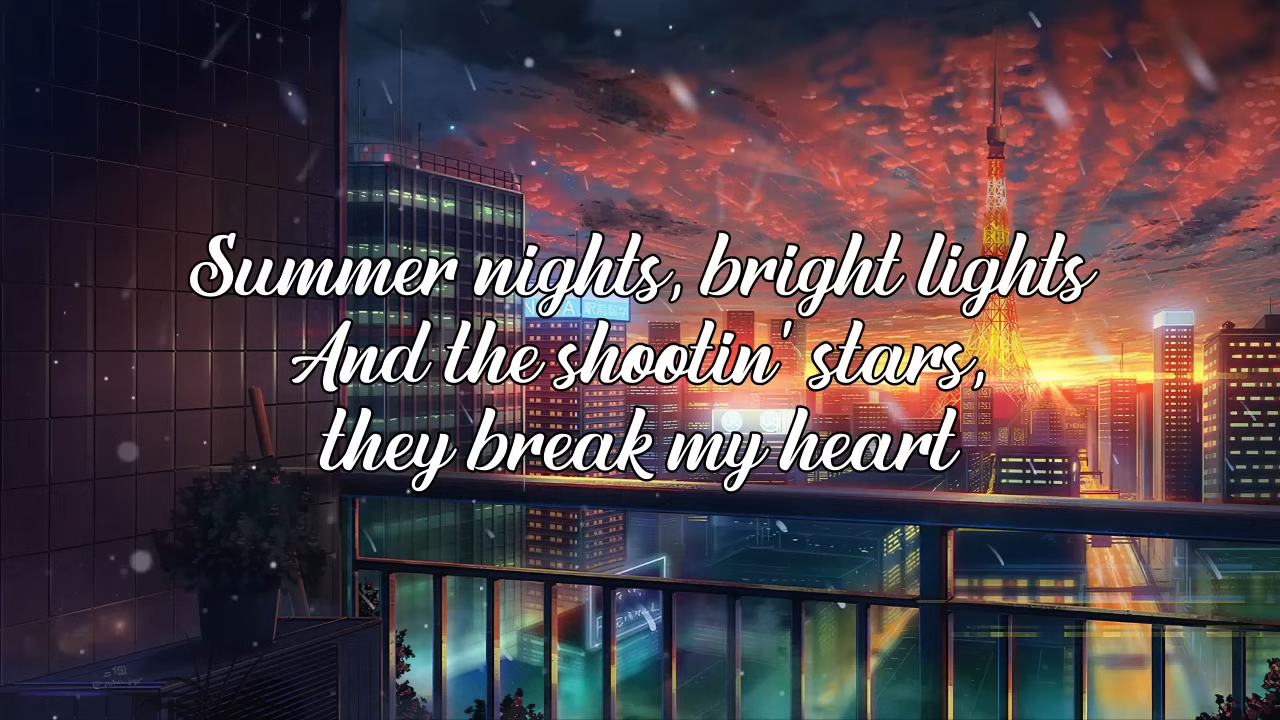 Summer nights, bright lights
And the shootin' stars,
they break my heart